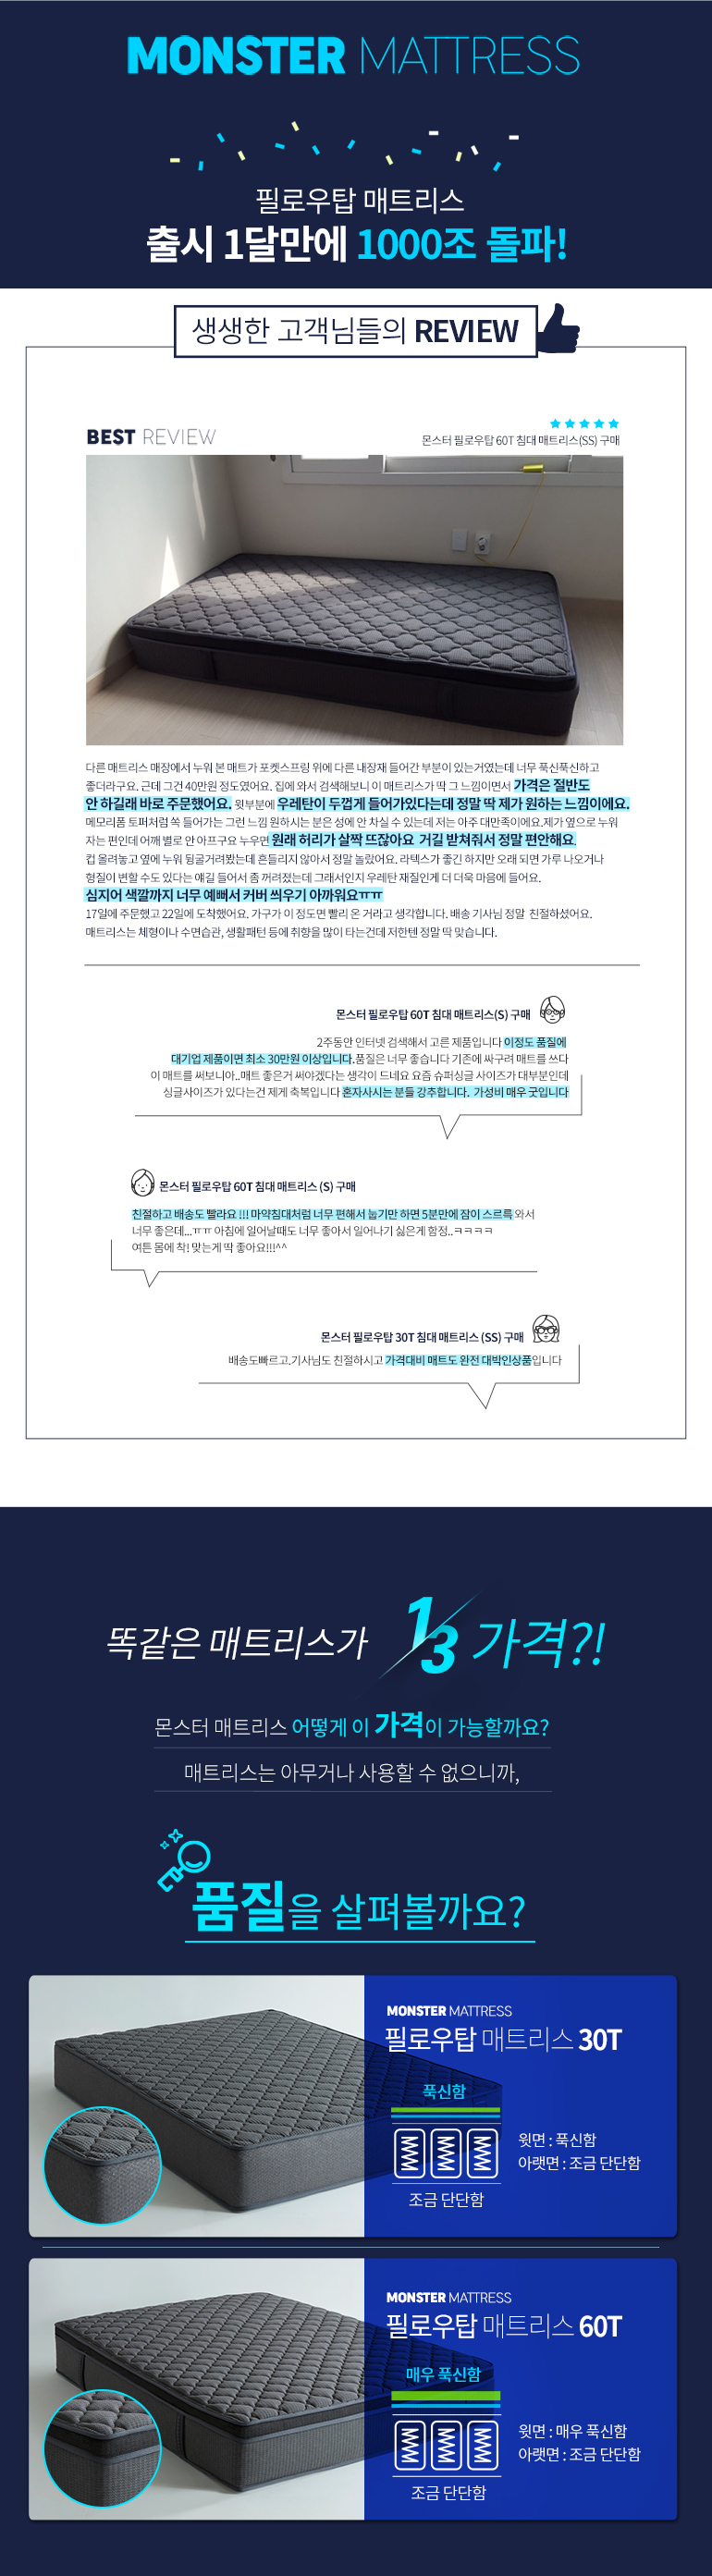 MONSTER MATTRESS
필로우탑 매트리스
출시 1달만에 1000조 돌파!
생생한 고객님들의 REVIEW
BEST REVIEW
몬스터 필로우탑 60T 침대 매트리스(SS) 구매
다른 매트리스 매장에서 누워 본 매트가 포켓스프링 위에 다른 내장재 들어간 부분이 있는거였는데 너무 푹신푹신하고
좋더라구요. 근데 그건 40만원 정도였어요. 집에 와서 검색해보니 이 매트리스가 딱 그 느낌이면서 가격은 절반도
안 하길래 바로 주문했어요. 윗부분에 우레탄이 두껍게 들어가있다는데 정말 딱 제가 원하는 느낌이에요.
메모리폼 토퍼처럼 쏙 들어가는 그런 느낌 원하시는 분은 성에 안 차실 수 있는데 저는 아주 대만족이에요.제가 옆으로 누워
자는 편인데 어깨 별로 안 아프구요 누우면 원래 허리가 살짝 뜨잖아요 거길 받쳐줘서 정말 편안해요.
컵 올려놓고 옆에 누워 뒹굴거려봤는데 흔들리지 않아서 정말 놀랐어요. 라텍스가 좋긴 하지만 오래 되면 가루 나오거나
형질이 변할 수도 있다는 얘길 들어서 좀 꺼려졌는데 그래서인지 우레탄 재질인게 더 더욱 마음에 들어요.
심지어 색깔까지 너무 예뻐서 커버 씌우기 아까워요ㅠㅠ
17일에 주문했고 22일에 도착했어요. 가구가 이 정도면 빨리 온 거라고 생각합니다. 배송 기사님 정말 친절하셨어요.
매트리스는 체형이나 수면습관, 생활패턴 등에 취향을 많이 타는건데 저한텐 정말 딱 맞습니다.
몬스터 필로우탑 60T 침대 매트리스(S) 구매
2주동안 인터넷 검색해서 고른 제품입니다 이정도 품질에
대기업 제품이면 최소 30만원 이상입니다.품질은 너무 좋습니다 기존에 싸구려 매트를 쓰다
이 매트를 써보니아..매트 좋은거 써야겠다는 생각이 드네요 요즘 슈퍼싱글 사이즈가 대부분인데
싱글사이즈가 있다는건 제게 축복입니다 혼자사시는 분들 강추합니다. 가성비 매우 굿입니다
몬스터 필로우탑 60T 침대 매트리스 (S) 구매
친절하고 배송도 빨라요 !!! 마약침대처럼 너무 편해서 눕기만 하면 5분만에 잠이 스르륵 와서
너무 좋은데...ㅠㅠ 아침에 일어날때도 너무 좋아서 일어나기 싫은게 함정..ㅋㅋㅋㅋ
여튼 몸에 착! 맞는게 딱 좋아요!!!^^
몬스터 필로우탑 30T 침대 매트리스 (SS) 구매
배송도빠르고.기사님도 친절하시고 가격대비 매트도 완전 대박인상품입니다
똑같은 매트리스가 1/3 가격?!
몬스터 매트리스 어떻게 이 가격이 가능할까요?
매트리스는 아무거나 사용할 수 없으니까,
품질을 살펴볼까요?
MONSTER MATTRESS
필로우탑 매트리스 30T
푹신함
윗면 : 푹신함
아랫면 : 조금 단단함
조금 단단함
MONSTER MATTRESS
필로우탑 매트리스 60T
매우 푹신함
윗면 : 매우 푹신함
아랫면 : 조금 단단함
조금 단단함